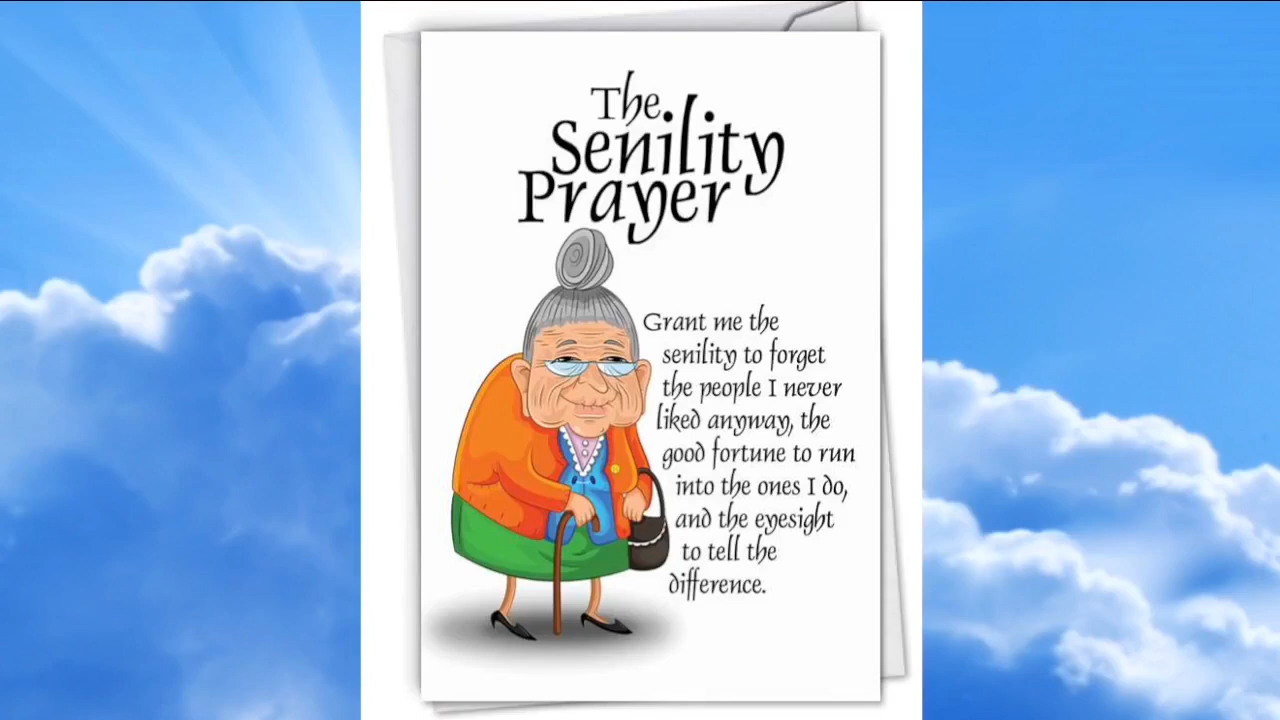 The
Senility
Prayer
Grant me the
senility to forget
the people I never
liked anyway, the
good fortune to run
into the ones I do,
and the eyesight
to tell the
difference.